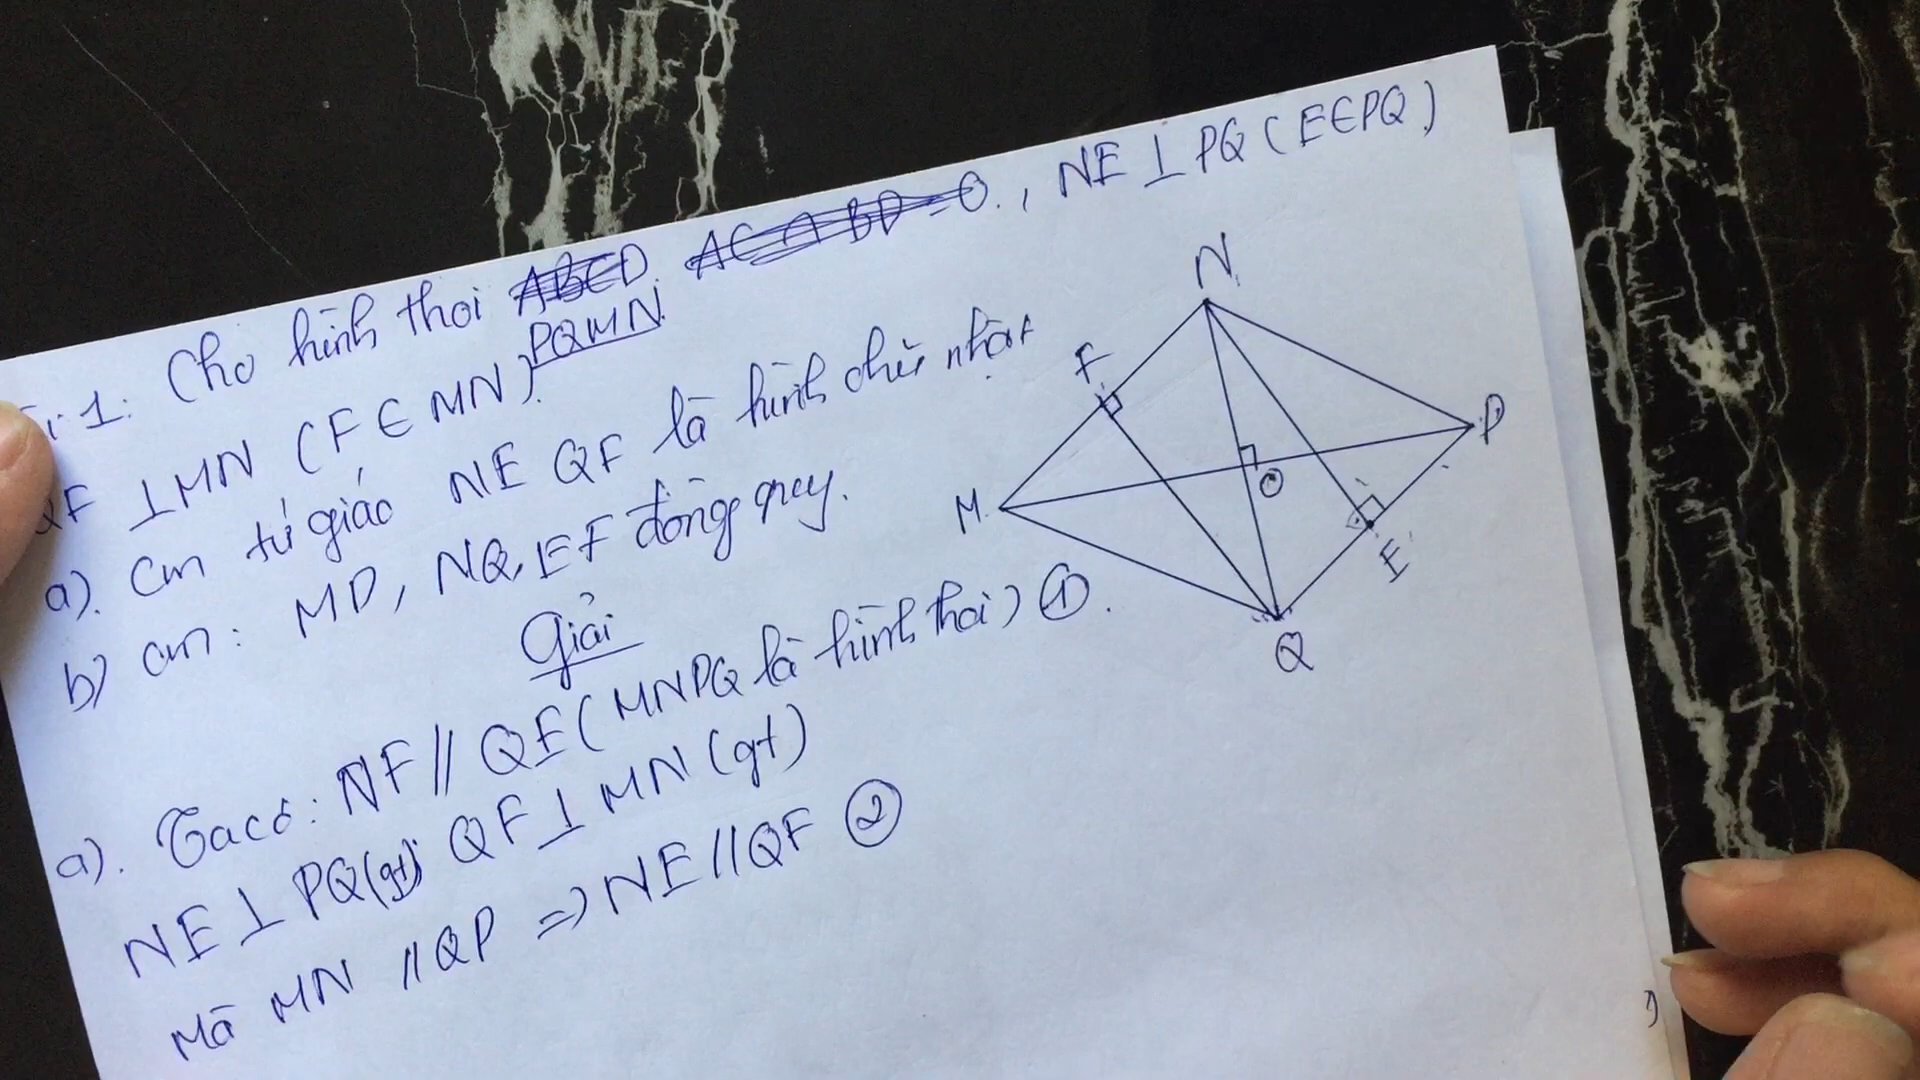 1: Cho hình thoi ABCD. AC ∩ BD = O., NE ⊥ PQ (E∈PQ)
PQMN.
QF ⊥ MN (F ∈ MN).
a). Cm tứ giác NEQF là hình chữ nhật
b) cm: MP, NQ, EF đồng quy.
Giải
a). Ta có: NF // QE (MNPQ là hình thoi) ①.
NE ⊥ PQ (gt); QF ⊥ MN (gt)
Mà MN // QP => NE // QF ②
N
F
P
M
O
E
Q